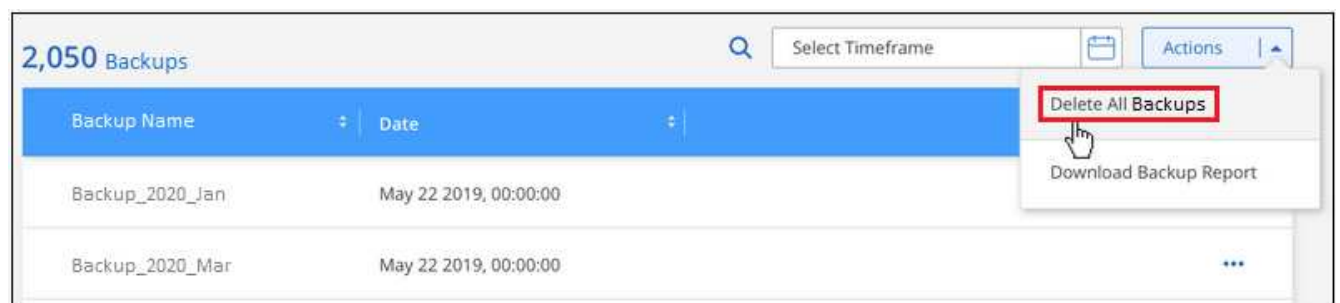 2,050 Backups
Select Timeframe
Actions
Delete All Backups
Download Backup Report
Backup Name
Date
Backup_2020_Jan
May 22 2019, 00:00:00
Backup_2020_Mar
May 22 2019, 00:00:00